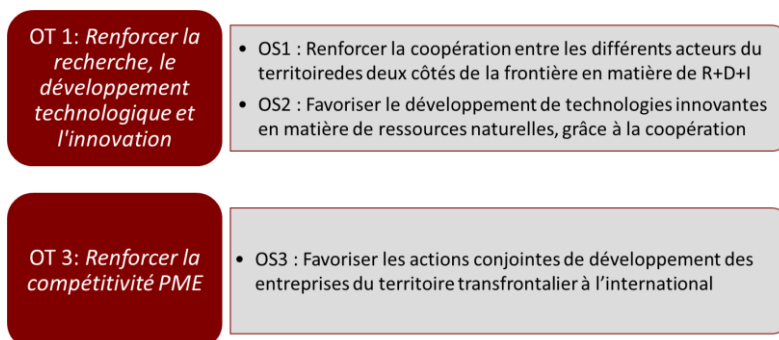 OT 1: Renforcer la
recherche, le
développement
technologique et
l'innovation
• OS1 : Renforcer la coopération entre les différents acteurs du
territoiredes deux côtés de la frontière en matière de R+D+I
• OS2 : Favoriser le développement de technologies innovantes
en matière de ressources naturelles, grâce à la coopération
OT 3: Renforcer la
compétitivité PME
• OS3 : Favoriser les actions conjointes de développement des
entreprises du territoire transfrontalier à l’international